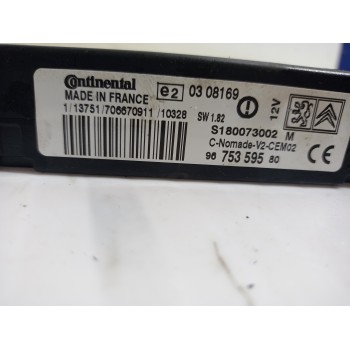 Continental e2 03 08169
MADE IN FRANCE
1/13751/706670911/10328 SW 1.82 12V
S180073002 M
C-Nomade-V2-CEM02
96 753 595 80 CE